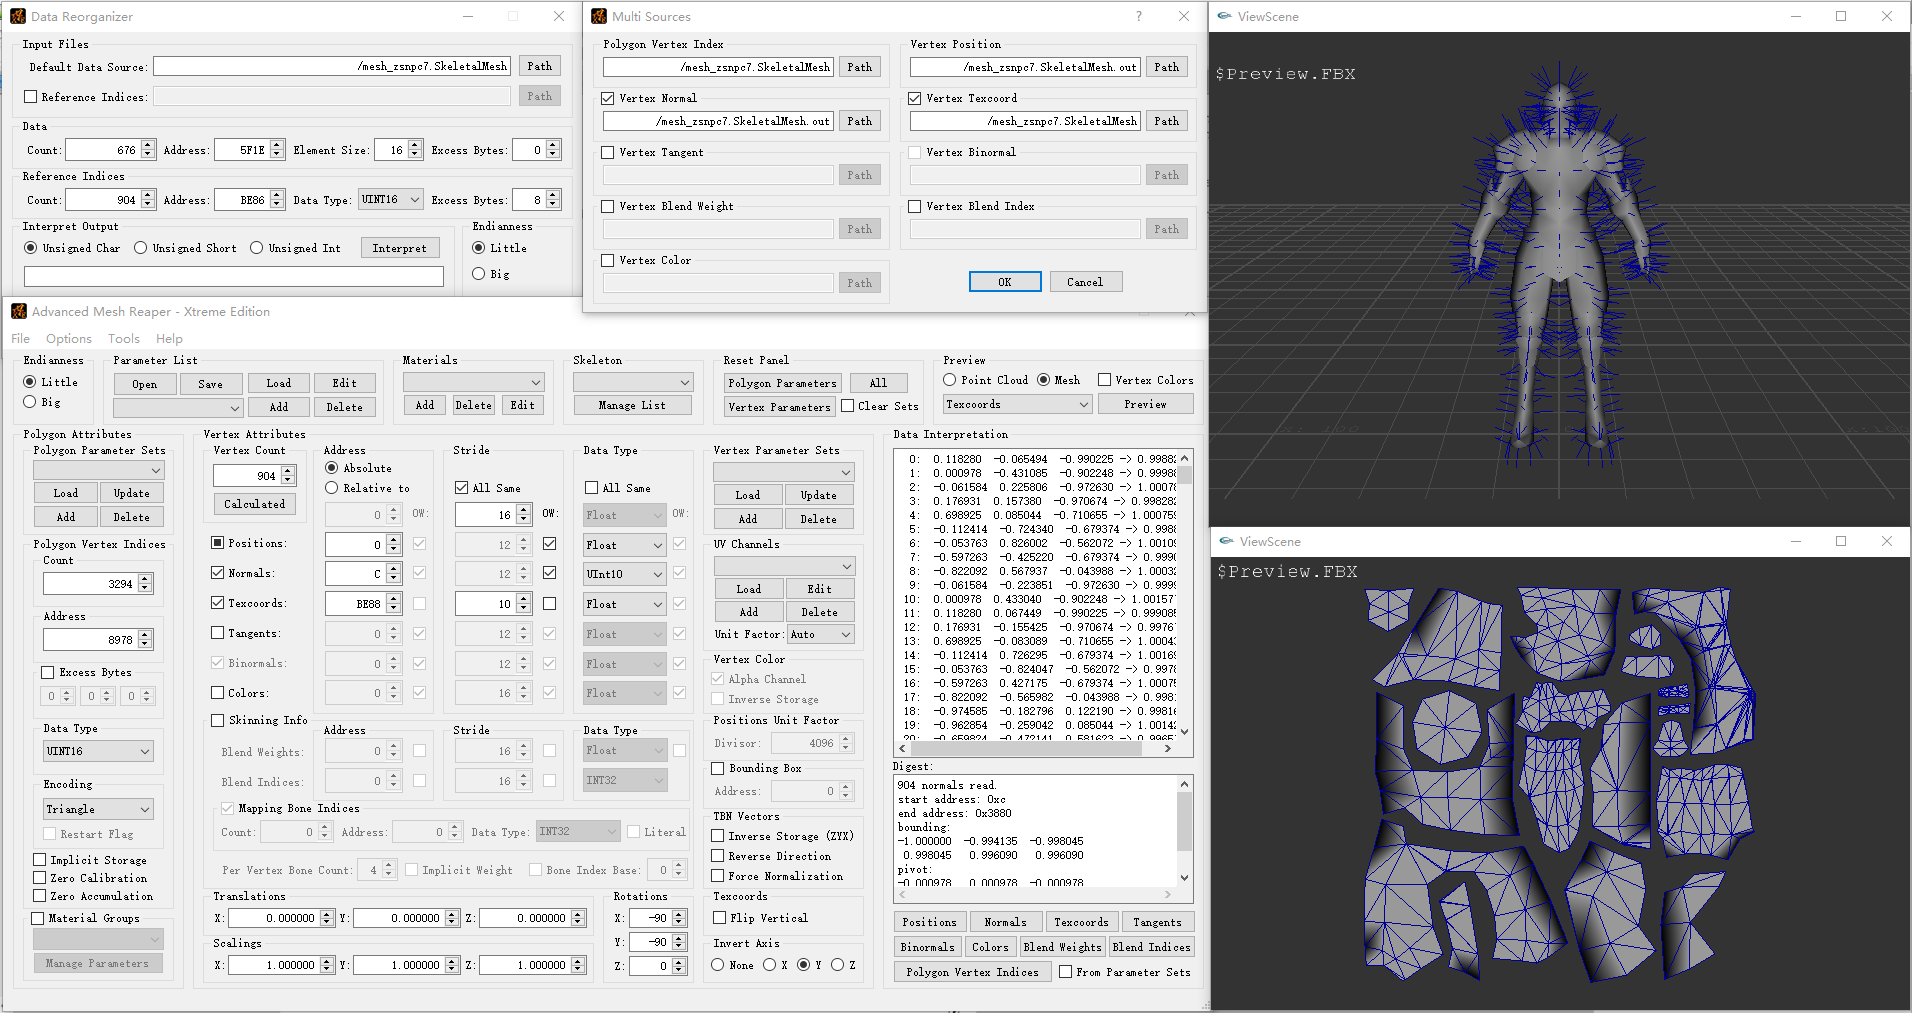 Data Reorganizer
Input Files
Default Data Source: /mesh_zsnpc7.SkeletalMesh Path
Reference Indices: Path
Data
Count: 676 Address: 5F1E Element Size: 16 Excess Bytes: 0
Reference Indices
Count: 904 Address: BE86 Data Type: UINT16 Excess Bytes: 8
Interpret Output
Unsigned Char Unsigned Short Unsigned Int Interpret
Endianness
Little
Big
Multi Sources ?
Polygon Vertex Index
/mesh_zsnpc7.SkeletalMesh Path
Vertex Position
/mesh_zsnpc7.SkeletalMesh.out Path
Vertex Normal
/mesh_zsnpc7.SkeletalMesh.out Path
Vertex Texcoord
/mesh_zsnpc7.SkeletalMesh Path
Vertex Tangent
Path
Vertex Binormal
Path
Vertex Blend Weight
Path
Vertex Blend Index
Path
Vertex Color
Path
OK Cancel
Advanced Mesh Reaper - Xtreme Edition
File Options Tools Help
Endianness
Little
Big
Parameter List
Open Save Load Edit
Add Delete
Materials
Add Delete Edit
Skeleton
Manage List
Reset Panel
Polygon Parameters All
Vertex Parameters Clear Sets
Preview
Point Cloud Mesh Vertex Colors
Texcoords Preview
Polygon Attributes
Polygon Parameter Sets
Load Update
Add Delete
Polygon Vertex Indices
Count
3294
Address
8978
Excess Bytes
0 0 0
Data Type
UINT16
Encoding
Triangle
Restart Flag
Implicit Storage
Zero Calibration
Zero Accumulation
Material Groups
Manage Parameters
Vertex Attributes
Vertex Count
904
Calculated
Address
Absolute
Relative to
0 OW:
Stride
All Same
16 OW:
Data Type
All Same
Float OW:
Positions: 0 12 Float
Normals: C 12 UInt10
Texcoords: BE88 10 Float
Tangents: 0 12 Float
Binormals: 0 12 Float
Colors: 0 16 Float
Skinning Info
Address Stride Data Type
Blend Weights: 0 16 Float
Blend Indices: 0 16 INT32
Mapping Bone Indices
Count: 0 Address: 0 Data Type: INT32 Literal
Per Vertex Bone Count: 4 Implicit Weight Bone Index Base: 0
Translations
X: 0.000000 Y: 0.000000 Z: 0.000000
Scalings
X: 1.000000 Y: 1.000000 Z: 1.000000
Rotations
X: -90
Y: -90
Z: 0
Vertex Parameter Sets
Load Update
Add Delete
UV Channels
Load Edit
Add Delete
Unit Factor: Auto
Vertex Color
Alpha Channel
Inverse Storage
Positions Unit Factor
Divisor: 4096
Bounding Box
Address: 0
TBN Vectors
Inverse Storage (ZYX)
Reverse Direction
Force Normalization
Texcoords
Flip Vertical
Invert Axis
None X Y Z
Data Interpretation
0: 0.118280 -0.065494 -0.990225 -> 0.9988
1: 0.000978 -0.431085 -0.902248 -> 0.9998
2: -0.061584 0.225806 -0.972630 -> 1.0007
3: 0.176931 0.157380 -0.970674 -> 0.99828
4: 0.698925 0.085044 -0.710655 -> 1.00075
5: -0.112414 -0.724340 -0.679374 -> 0.998
6: -0.053763 0.826002 -0.562072 -> 1.0010
7: -0.597263 -0.425220 -0.679374 -> 0.999
8: -0.822092 0.567937 -0.043988 -> 1.0003
9: -0.061584 -0.223851 -0.972630 -> 0.999
10: 0.000978 0.433040 -0.902248 -> 1.00157
11: 0.118280 0.067449 -0.990225 -> 0.99908
12: 0.176931 -0.155425 -0.970674 -> 0.9976
13: 0.698925 -0.083089 -0.710655 -> 1.0004
14: -0.112414 0.726295 -0.679374 -> 1.0016
15: -0.053763 -0.824047 -0.562072 -> 0.997
16: -0.597263 0.427175 -0.679374 -> 1.0007
17: -0.822092 -0.565982 -0.043988 -> 0.998
18: -0.974585 -0.182796 0.122190 -> 0.9981
19: -0.962854 -0.259042 0.085044 -> 1.0014
20: -0.659824 -0.472141 0.581623 -> 0.996
Digest:
904 normals read.
start address: 0xc
end address: 0x3880
bounding:
-1.000000 -0.994135 -0.998045
0.998045 0.996090 0.996090
pivot:
-0.000978 0.000978 -0.000978
Positions Normals Texcoords Tangents
Binormals Colors Blend Weights Blend Indices
Polygon Vertex Indices From Parameter Sets
ViewScene
$Preview.FBX
ViewScene
$Preview.FBX